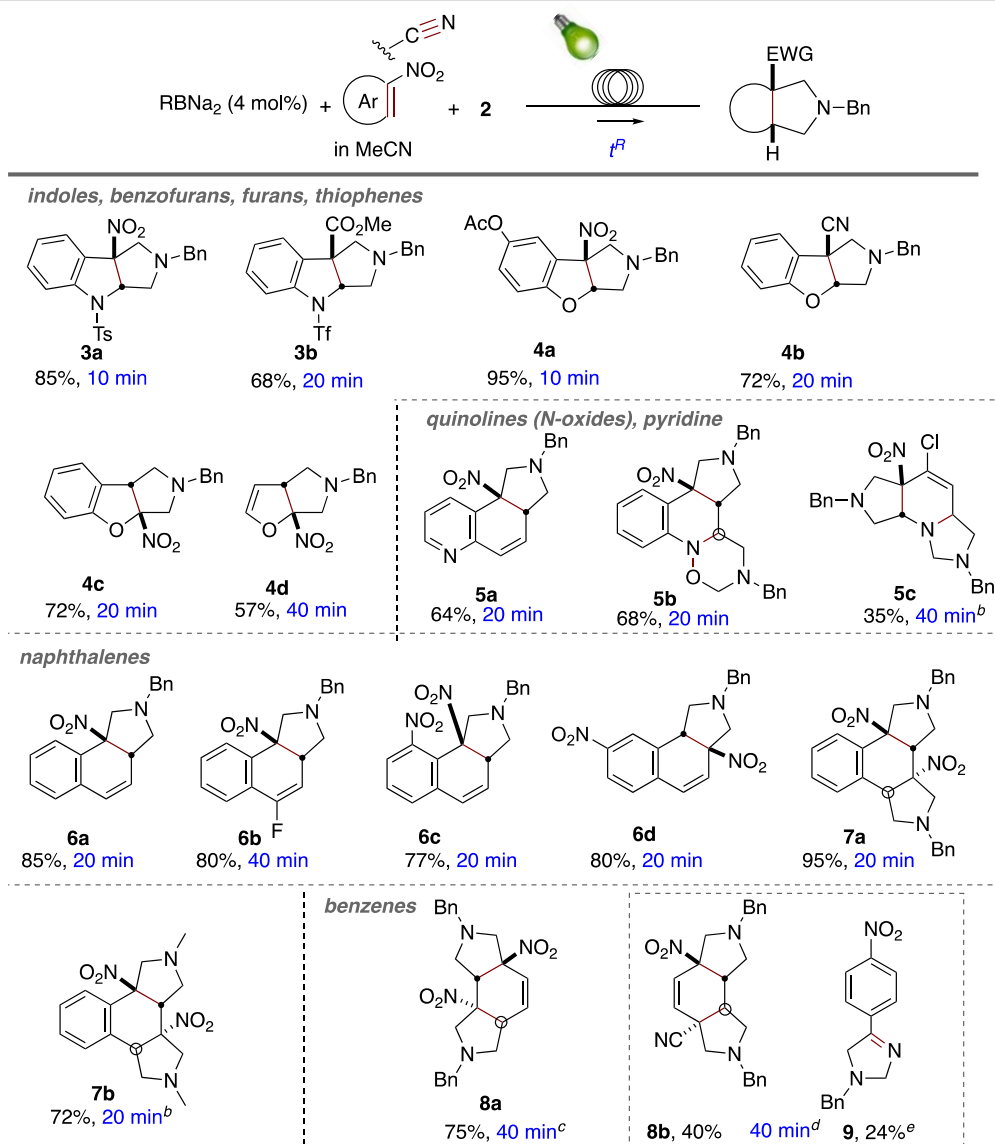 C≡N
NO2
EWG
RBNa2 (4 mol%) + Ar + 2
N Bn
in MeCN
tR
H
indoles, benzofurans, furans, thiophenes
NO2
N Bn
N
Ts
3a
85%, 10 min
CO2Me
N Bn
N
Tf
3b
68%, 20 min
AcO
NO2
N Bn
O
4a
95%, 10 min
CN
N Bn
O
4b
72%, 20 min
N Bn
O
NO2
4c
72%, 20 min
N Bn
O
NO2
4d
57%, 40 min
quinolines (N-oxides), pyridine
Bn
N
O2N
N
5a
64%, 20 min
Bn
N
O2N
N
O
N
Bn
5b
68%, 20 min
Cl
O2N
Bn N
N
N
Bn
5c
35%, 40 minb
naphthalenes
Bn
N
O2N
6a
85%, 20 min
Bn
N
O2N
F
6b
80%, 40 min
O2N
Bn
N
NO2
6c
77%, 20 min
Bn
N
O2N
NO2
6d
80%, 20 min
Bn
N
O2N
NO2
N
Bn
7a
95%, 20 min
N
O2N
NO2
N
7b
72%, 20 minb
benzenes
Bn
N
NO2
O2N
N
Bn
8a
75%, 40 minc
Bn
N
O2N
NC
N
Bn
8b, 40% 40 mind
NO2
N
N
Bn
9, 24%e